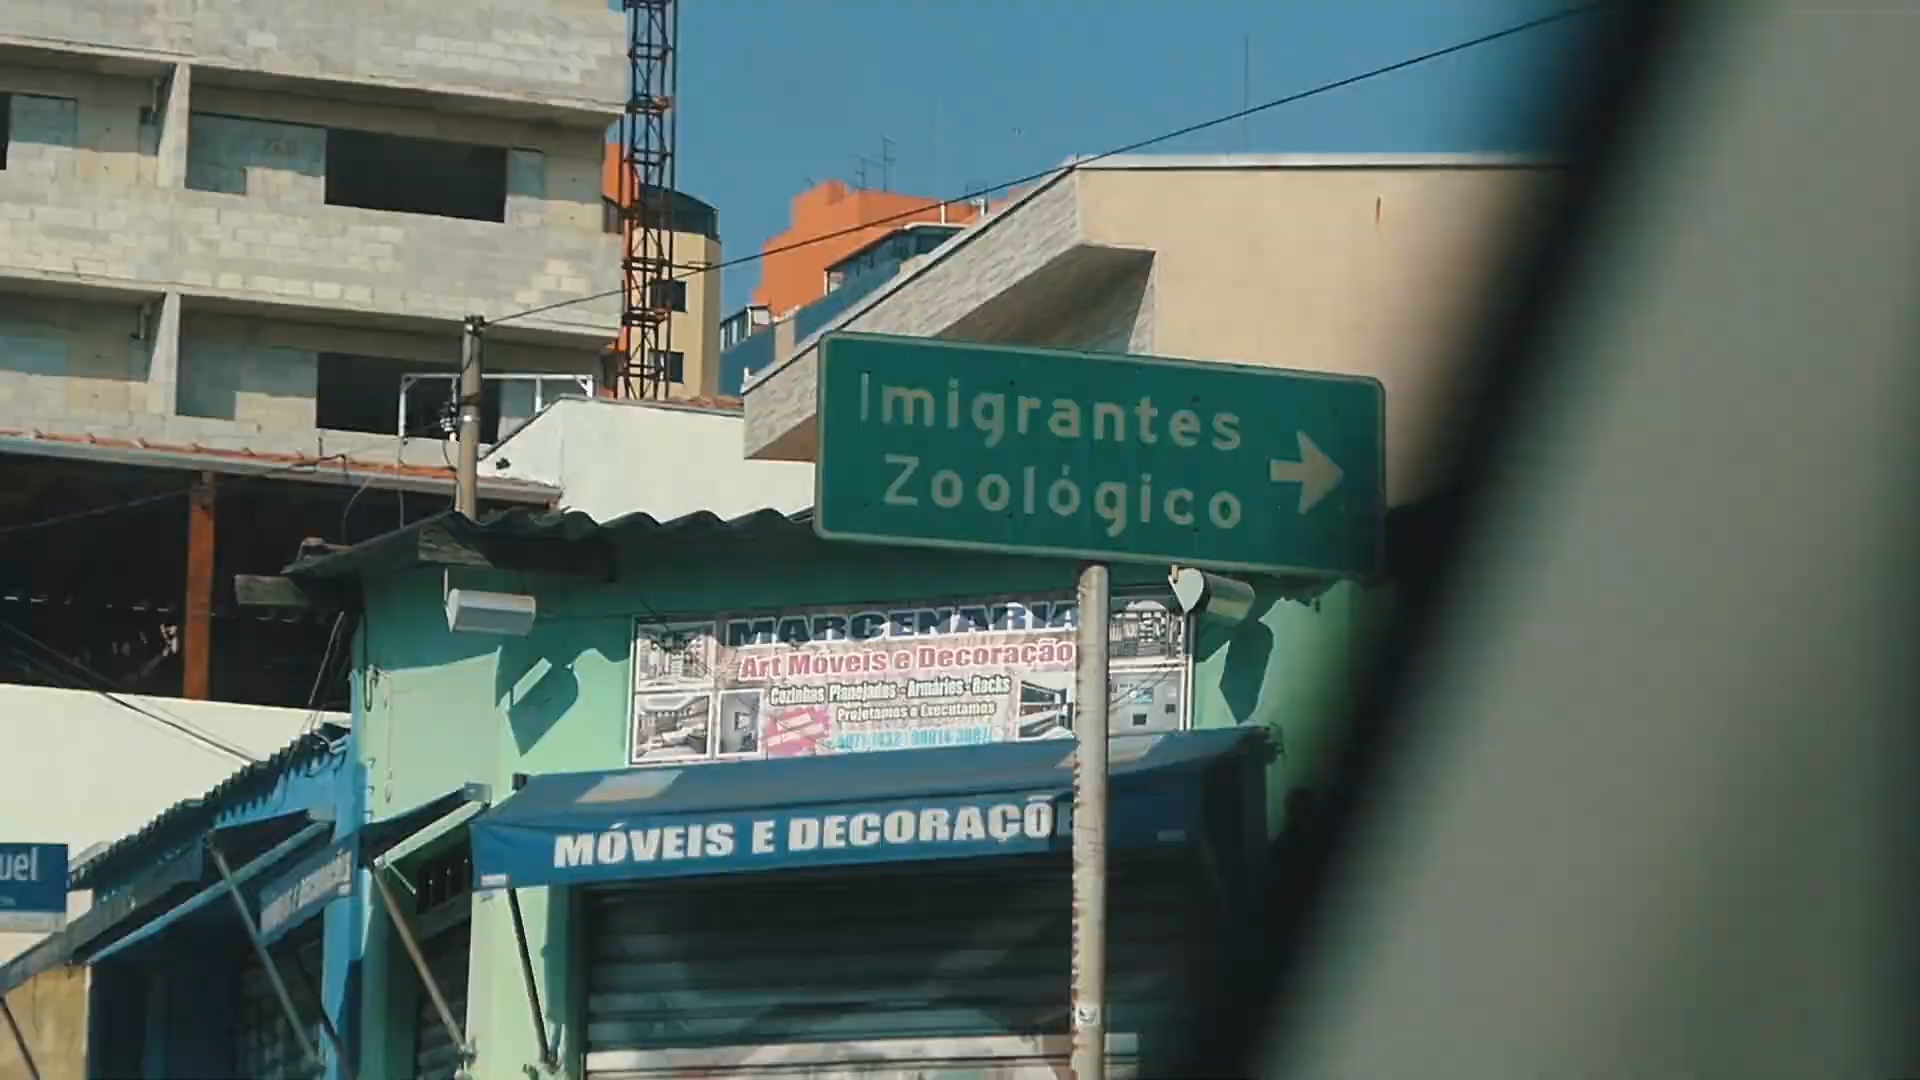 Imigrantes
Zoológico
MARCENARIA
Art Móveis e Decoração
Cozinhas Planejadas - Armários - Racks
Projetamos e Executamos
MÓVEIS E DECORAÇÕE
uel